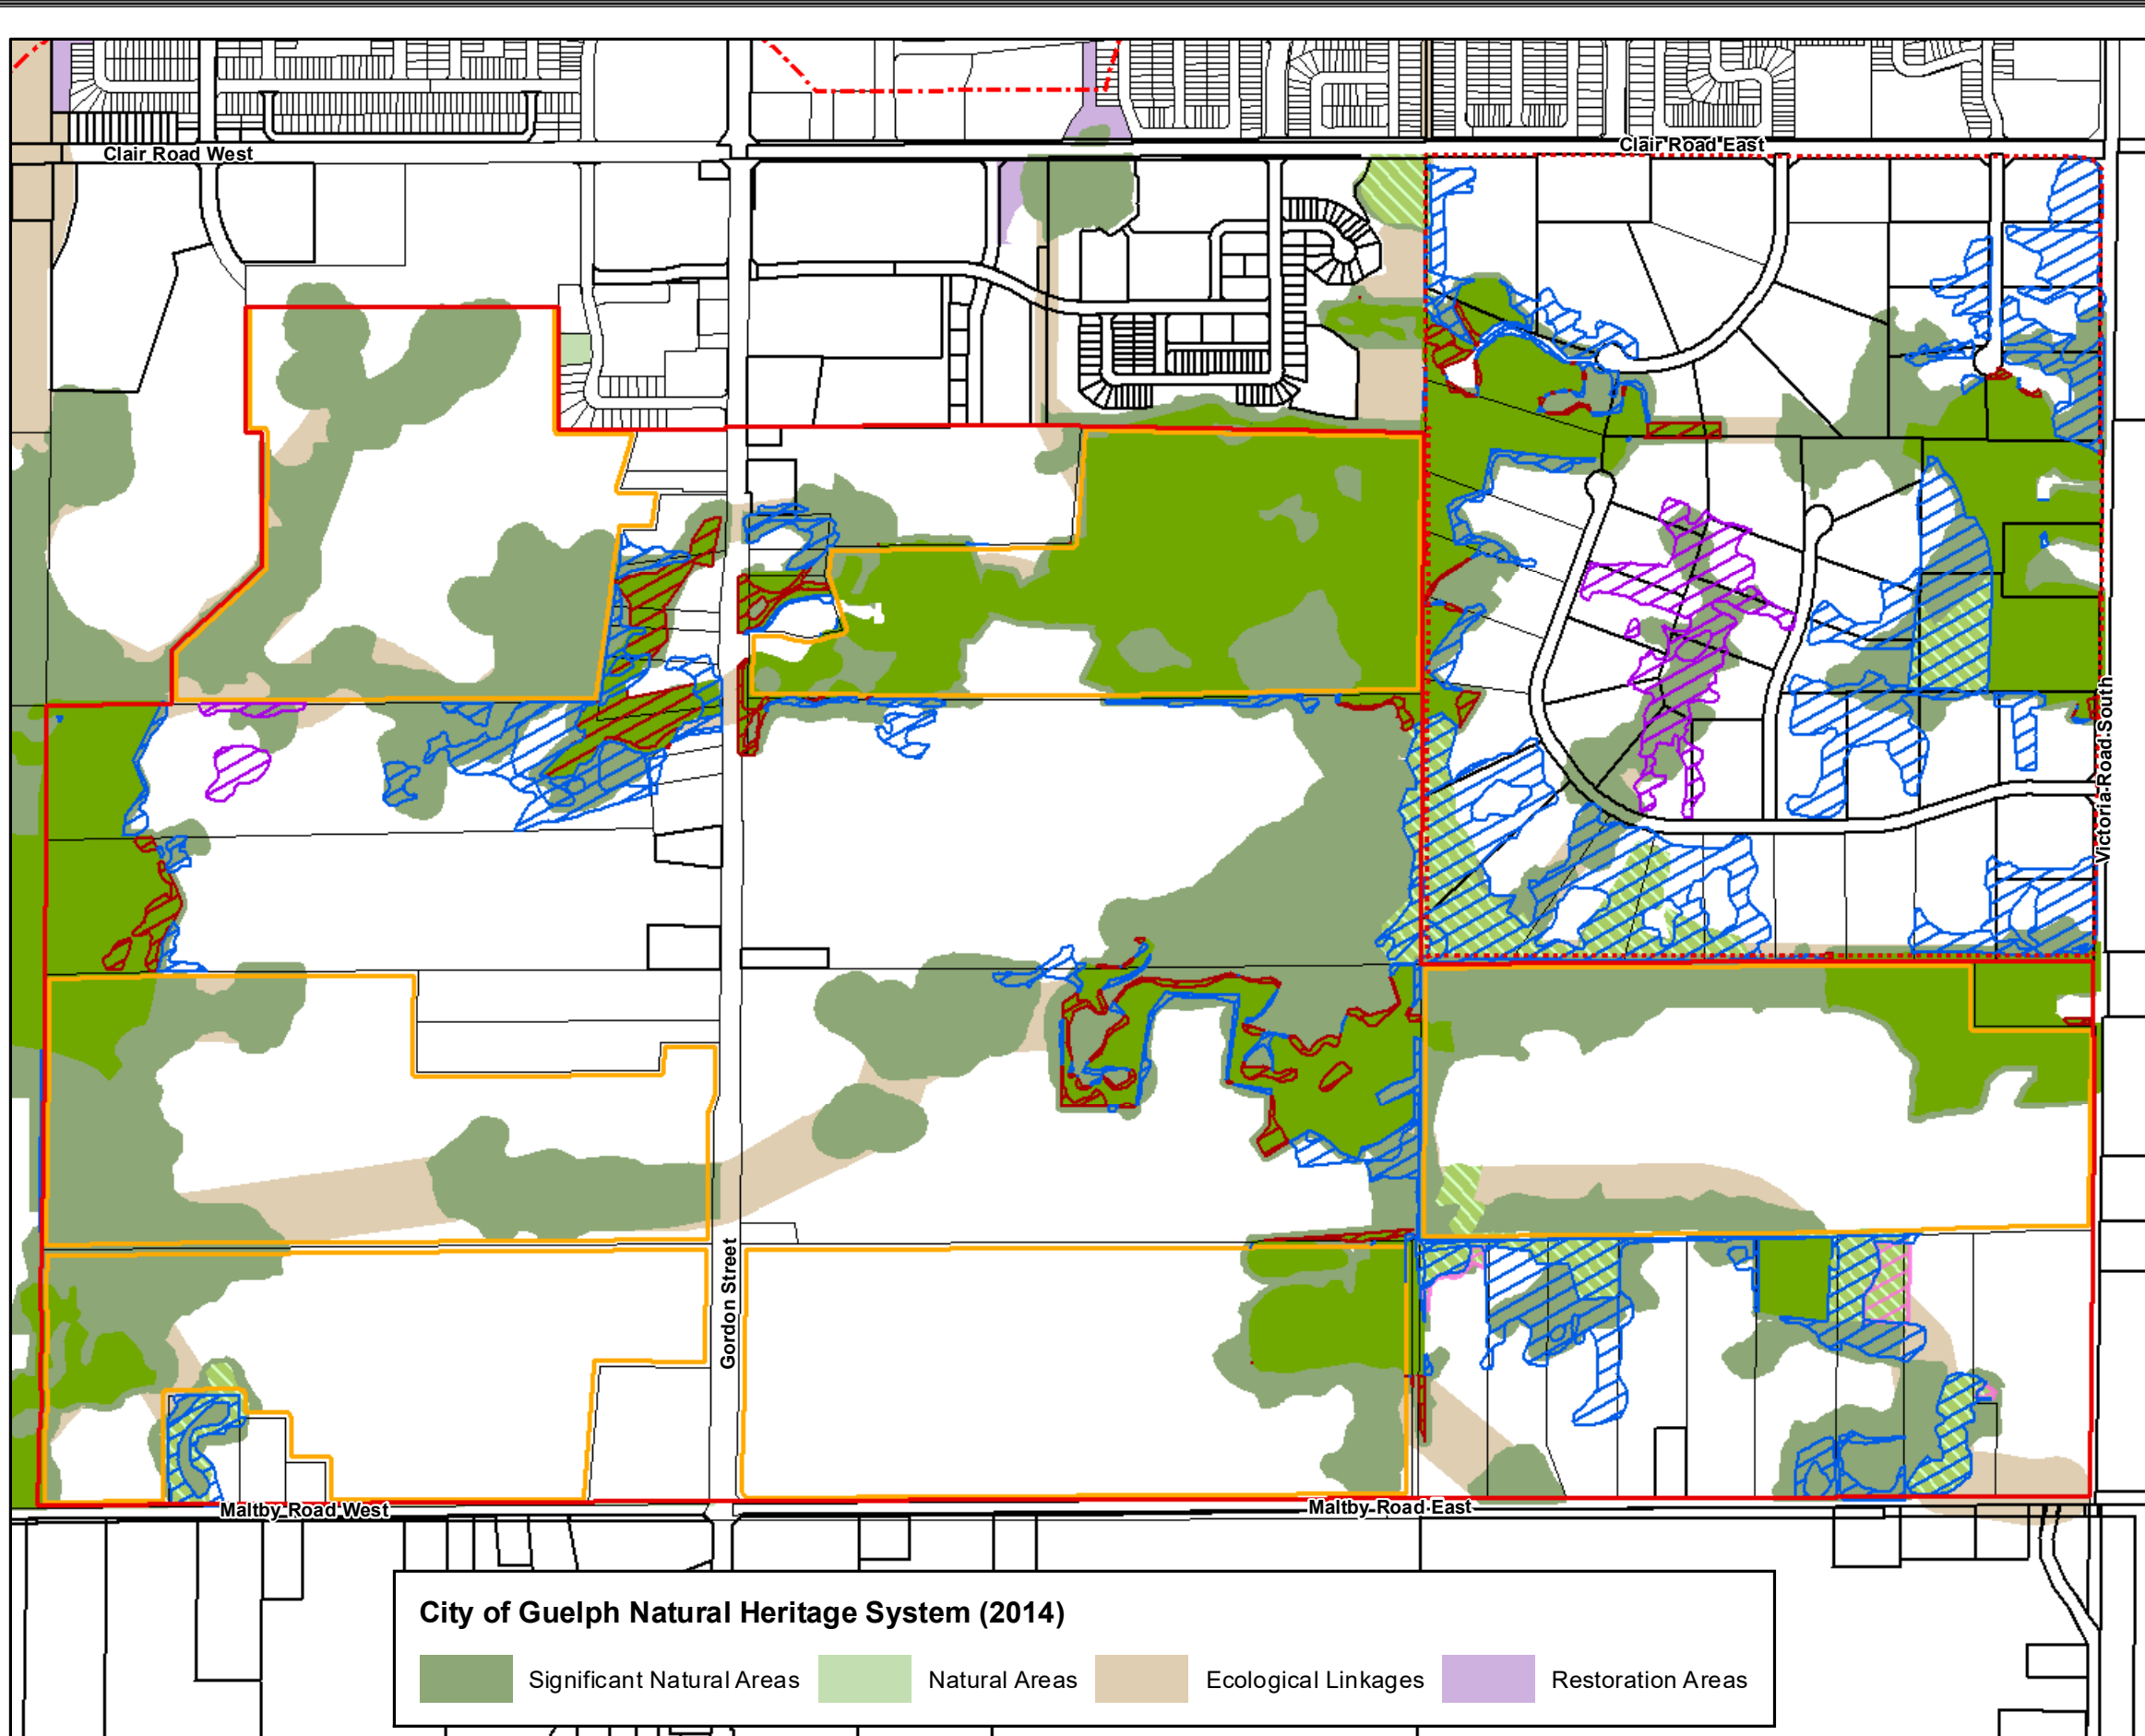 Clair Road West
Clair Road East
Victoria Road South
Gordon Street
Maltby Road West
Maltby Road East
City of Guelph Natural Heritage System (2014)
Significant Natural Areas
Natural Areas
Ecological Linkages
Restoration Areas